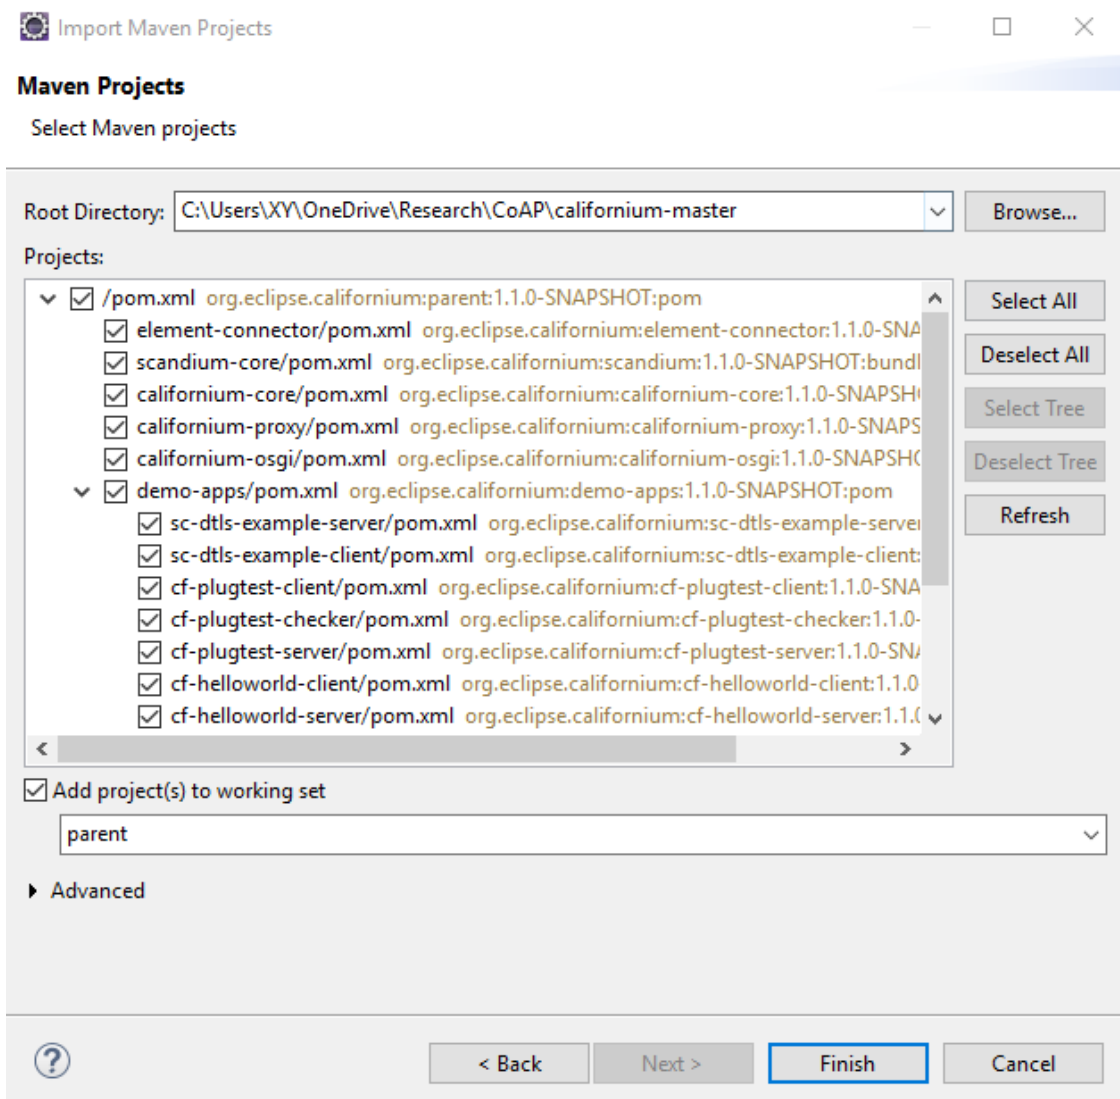 Import Maven Projects
Maven Projects
Select Maven projects
Root Directory: C:\Users\XY\OneDrive\Research\CoAP\californium-master Browse...
Projects:
/pom.xml org.eclipse.californium:parent:1.1.0-SNAPSHOT:pom
element-connector/pom.xml org.eclipse.californium:element-connector:1.1.0-SNA
scandium-core/pom.xml org.eclipse.californium:scandium:1.1.0-SNAPSHOT:bundl
californium-core/pom.xml org.eclipse.californium:californium-core:1.1.0-SNAPSH
californium-proxy/pom.xml org.eclipse.californium:californium-proxy:1.1.0-SNAPS
californium-osgi/pom.xml org.eclipse.californium:californium-osgi:1.1.0-SNAPSH
demo-apps/pom.xml org.eclipse.californium:demo-apps:1.1.0-SNAPSHOT:pom
sc-dtls-example-server/pom.xml org.eclipse.californium:sc-dtls-example-server
sc-dtls-example-client/pom.xml org.eclipse.californium:sc-dtls-example-client:
cf-plugtest-client/pom.xml org.eclipse.californium:cf-plugtest-client:1.1.0-SNA
cf-plugtest-checker/pom.xml org.eclipse.californium:cf-plugtest-checker:1.1.0-
cf-plugtest-server/pom.xml org.eclipse.californium:cf-plugtest-server:1.1.0-SNA
cf-helloworld-client/pom.xml org.eclipse.californium:cf-helloworld-client:1.1.0
cf-helloworld-server/pom.xml org.eclipse.californium:cf-helloworld-server:1.1.0
Select All
Deselect All
Select Tree
Deselect Tree
Refresh
Add project(s) to working set
parent
Advanced
< Back Next > Finish Cancel